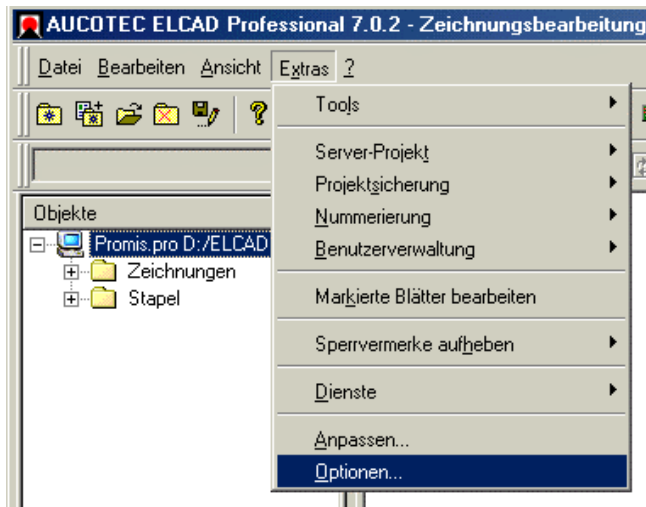 AUCOTEC ELCAD Professional 7.0.2 - Zeichnungsbearbeitung
Datei Bearbeiten Ansicht Extras ?
Tools
Server-Projekt
Projektsicherung
Nummerierung
Benutzerverwaltung
Markierte Blätter bearbeiten
Sperrvermerke aufheben
Dienste
Anpassen...
Optionen...
Objekte
Promis.pro D:/ELCAD
Zeichnungen
Stapel